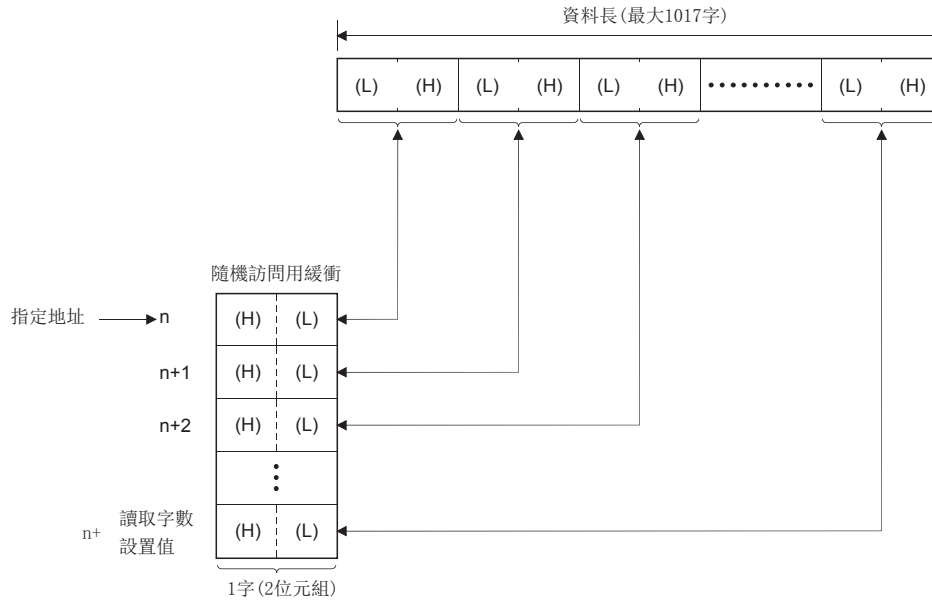 資料長(最大1017字)
(L) (H) (L) (H) (L) (H) •••••••••• (L) (H)
隨機訪問用緩衝
指定地址 n (H) (L)
n+1 (H) (L)
n+2 (H) (L)
n+ 讀取字數
設置值 (H) (L)
1字(2位元組)